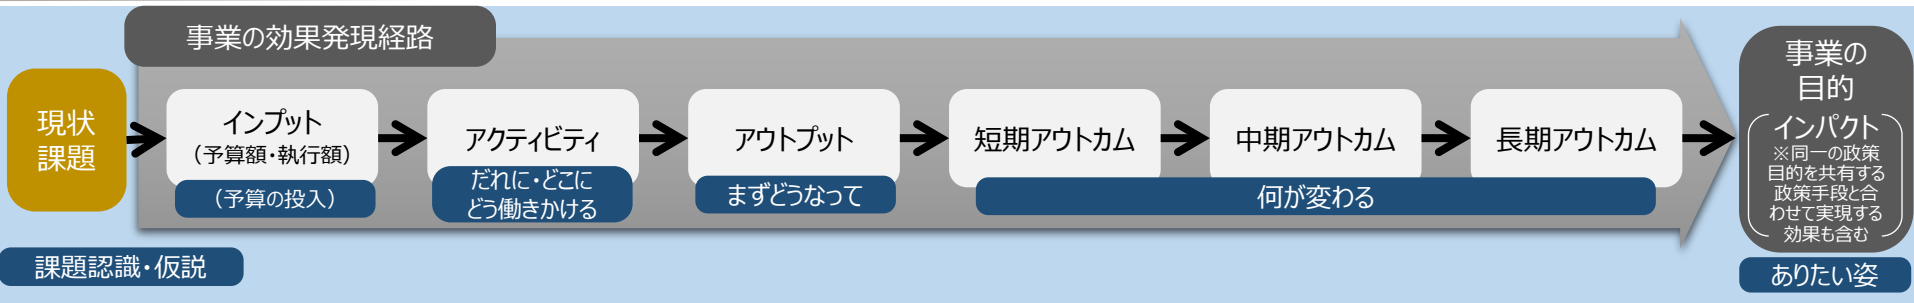 事業の効果発現経路
現状
課題
インプット
（予算額・執行額）
（予算の投入）
アクティビティ
だれに・どこに
どう働きかける
アウトプット
まずどうなって
短期アウトカム
中期アウトカム
長期アウトカム
何が変わる
事業の
目的
インパクト
※同一の政策
目的を共有する
政策手段と合
わせて実現する
効果も含む
課題認識・仮説
ありたい姿